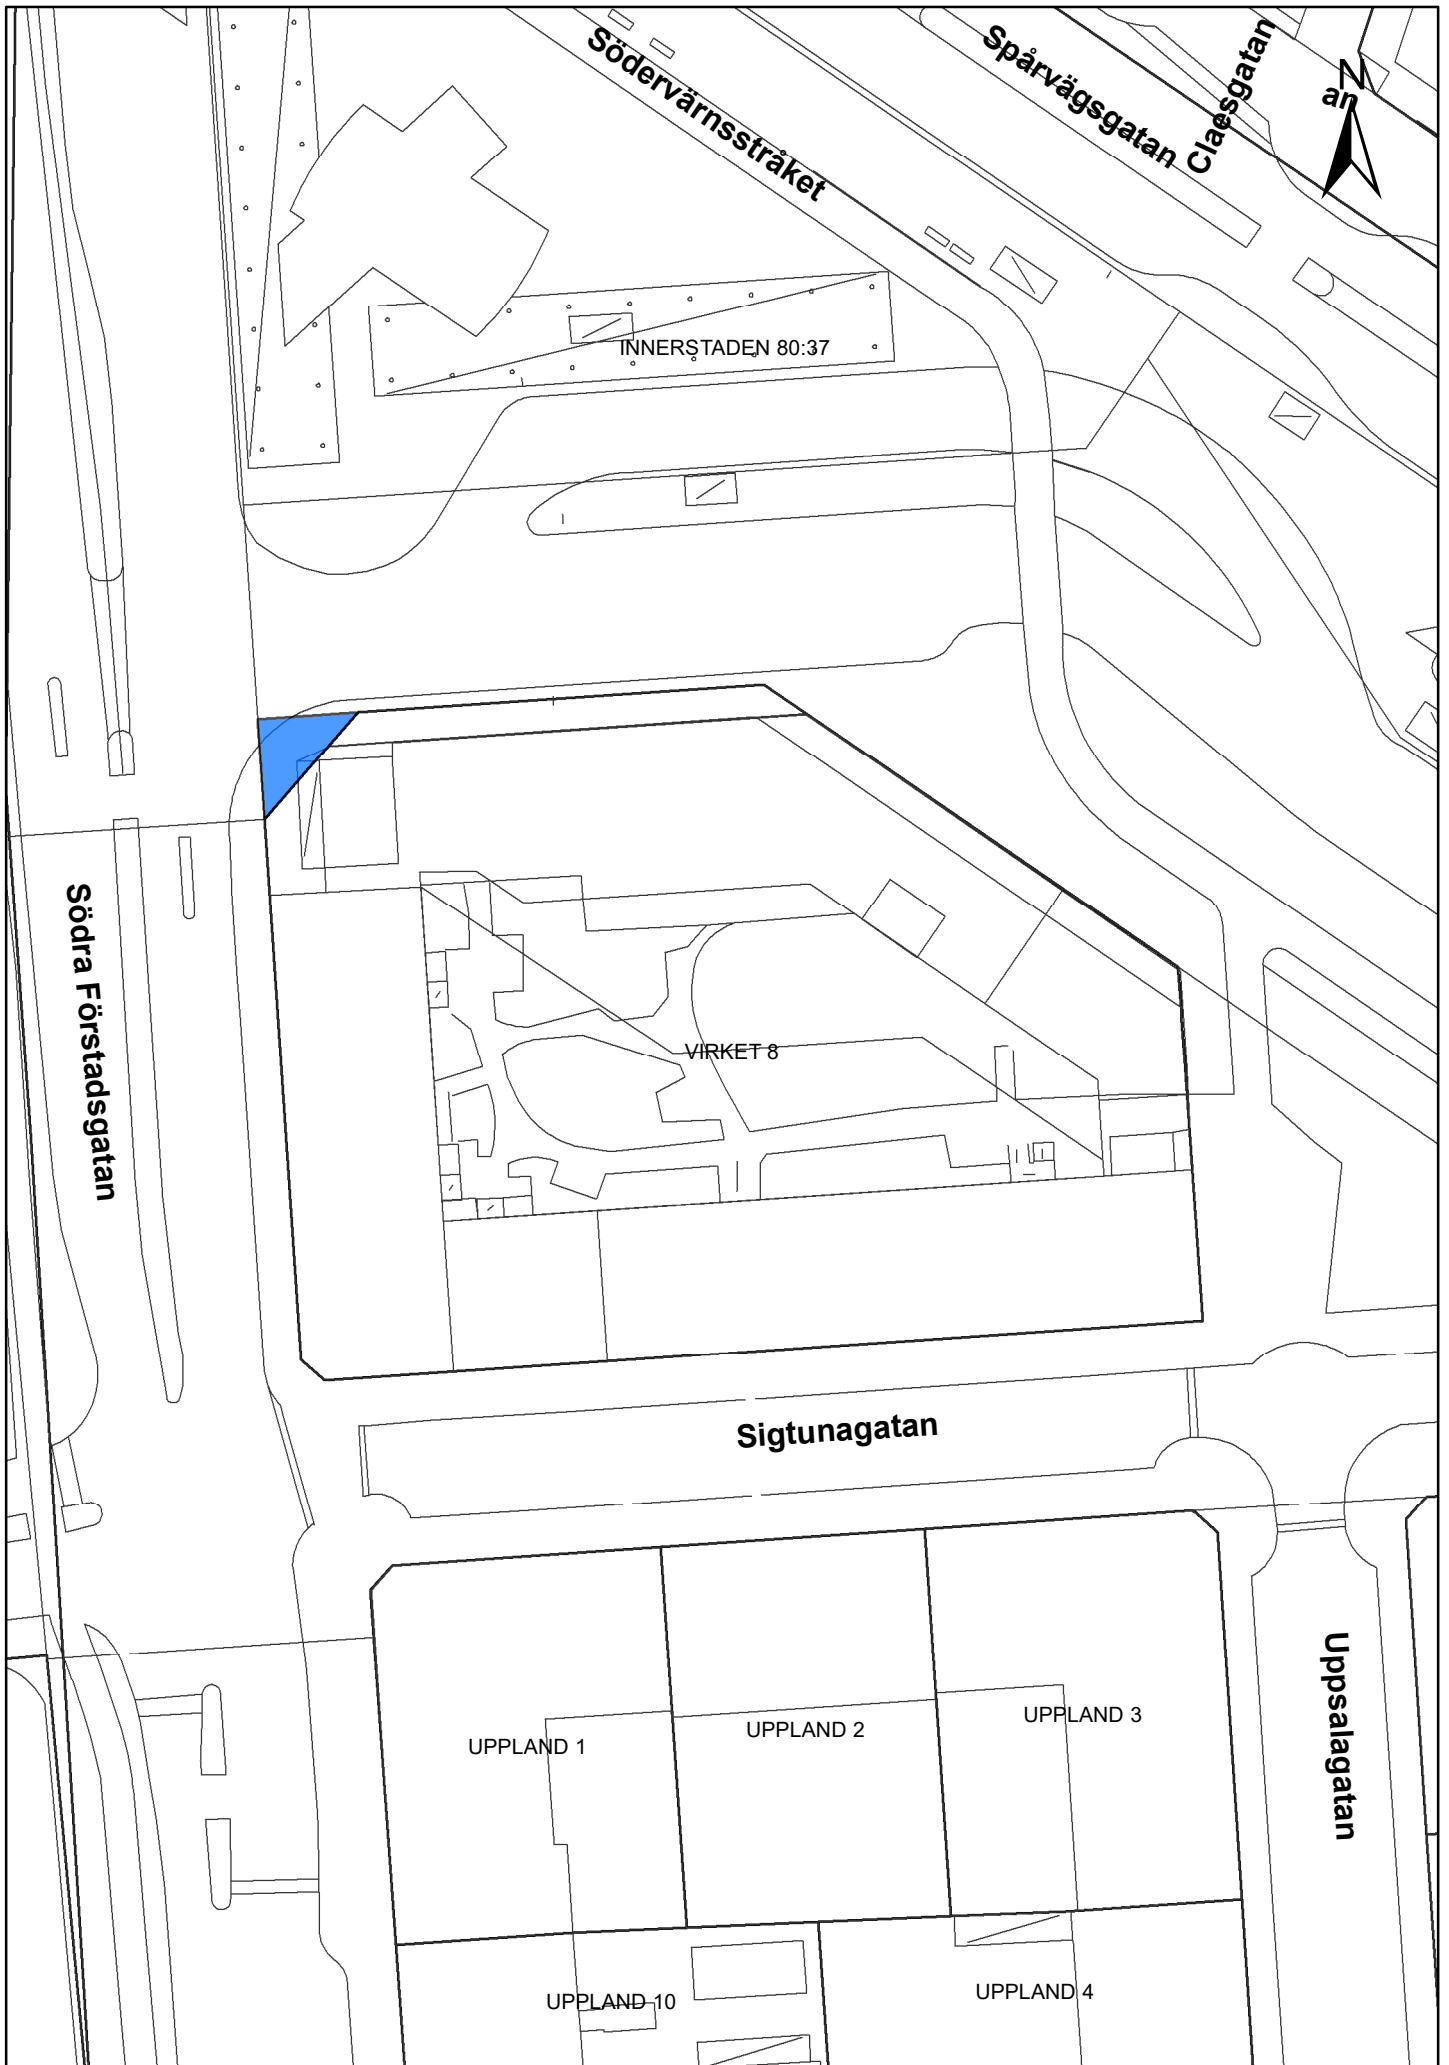 Södervärnsstråket
Spårvägsgatan
Claesgatan
N
an
INNERSTADEN 80:37
Södra Förstadsgatan
VIRKET 8
Sigtunagatan
UPPLAND 1
UPPLAND 2
UPPLAND 3
Uppsalagatan
UPPLAND 10
UPPLAND 4